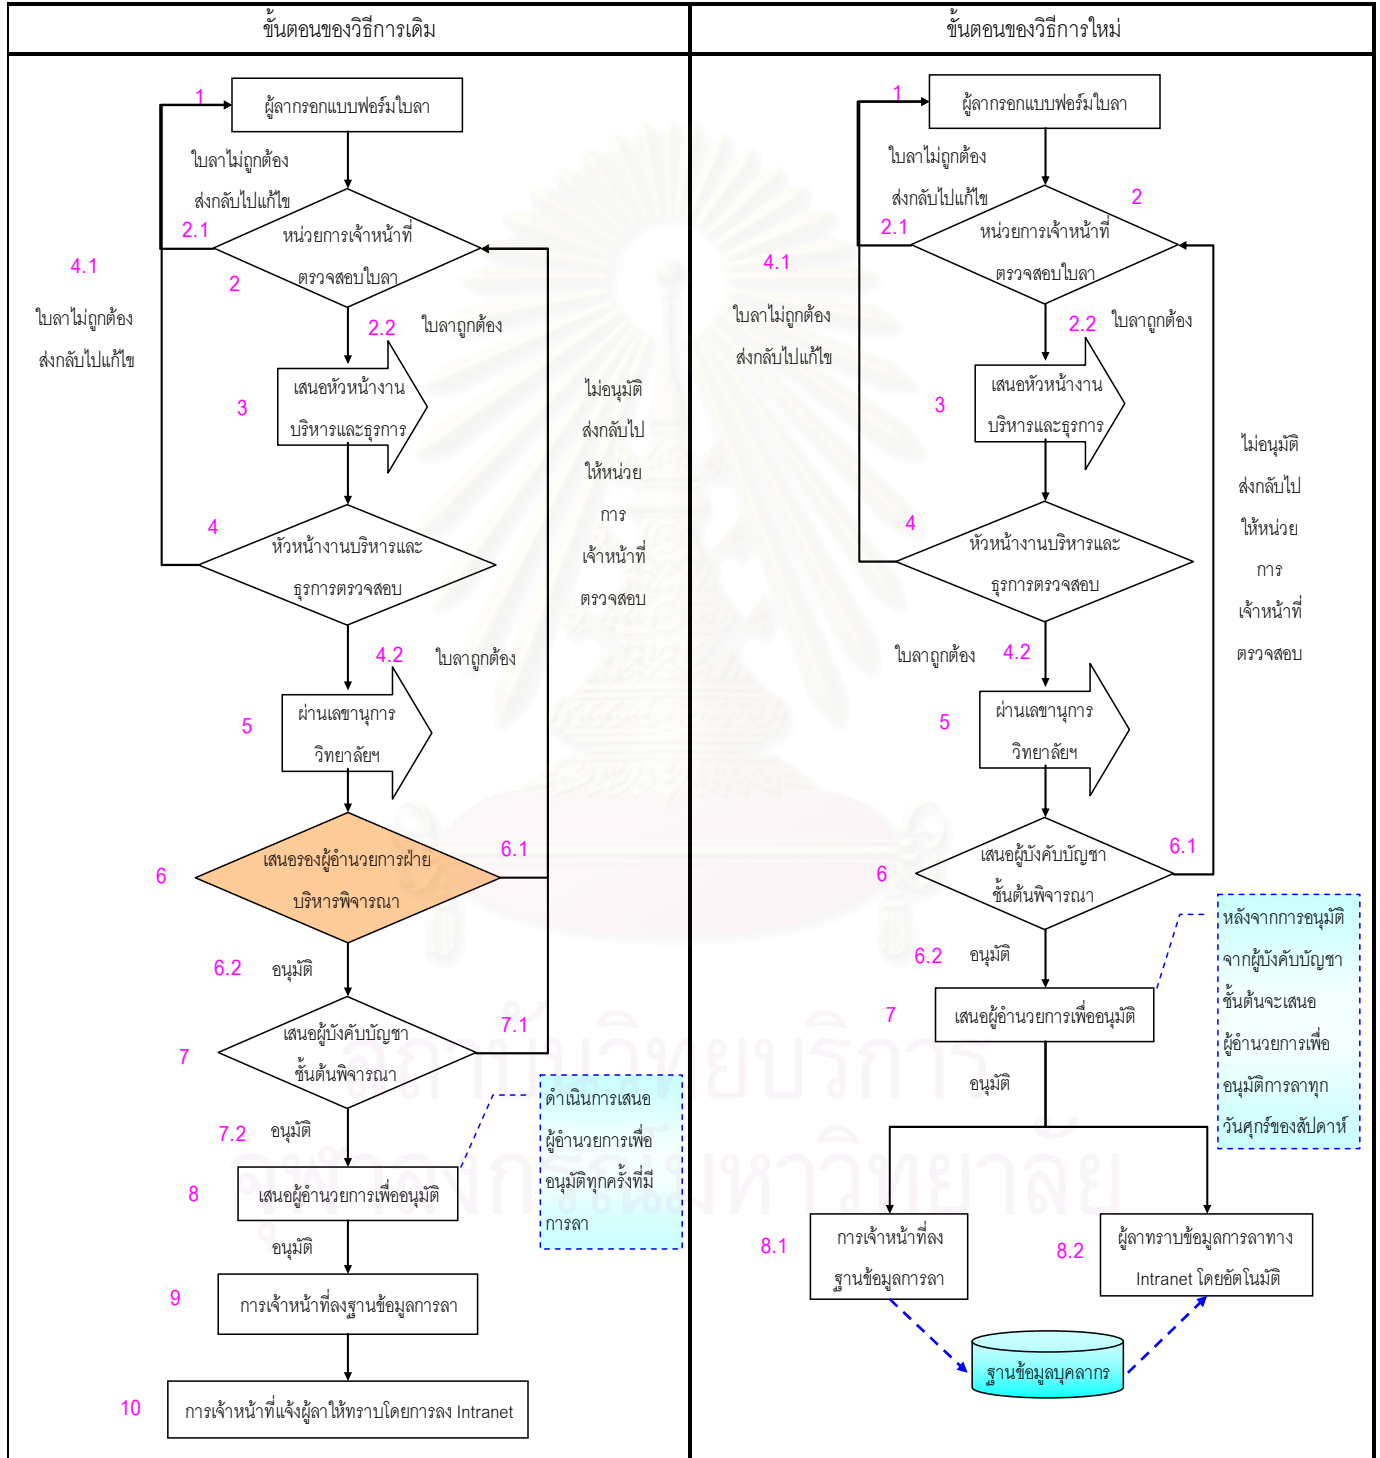 ขั้นตอนของวิธีการเดิม
1
ผู้ลากรอกแบบฟอร์มใบลา
ใบลาไม่ถูกต้อง
ส่งกลับไปแก้ไข
2.1
หน่วยการเจ้าหน้าที่
ตรวจสอบใบลา
2
4.1
ใบลาไม่ถูกต้อง
ส่งกลับไปแก้ไข
2.2
ใบลาถูกต้อง
3
เสนอหัวหน้างาน
บริหารและธุรการ
ไม่อนุมัติ
ส่งกลับไป
ให้หน่วย
การ
เจ้าหน้าที่
ตรวจสอบ
4
หัวหน้างานบริหารและ
ธุรการตรวจสอบ
4.2
ใบลาถูกต้อง
5
ผ่านเลขานุการ
วิทยาลัยฯ
6
เสนอรองผู้อำนวยการฝ่าย
บริหารพิจารณา
6.1
6.2
อนุมัติ
7
เสนอผู้บังคับบัญชา
ชั้นต้นพิจารณา
7.1
7.2
อนุมัติ
ดำเนินการเสนอ
ผู้อำนวยการเพื่อ
อนุมัติทุกครั้งที่มี
การลา
8
เสนอผู้อำนวยการเพื่ออนุมัติ
อนุมัติ
9
การเจ้าหน้าที่ลงฐานข้อมูลการลา
10
การเจ้าหน้าที่แจ้งผู้ลาให้ทราบโดยการลง Intranet
ขั้นตอนของวิธีการใหม่
1
ผู้ลากรอกแบบฟอร์มใบลา
ใบลาไม่ถูกต้อง
ส่งกลับไปแก้ไข
2
2.1
หน่วยการเจ้าหน้าที่
ตรวจสอบใบลา
4.1
ใบลาไม่ถูกต้อง
ส่งกลับไปแก้ไข
2.2
ใบลาถูกต้อง
3
เสนอหัวหน้างาน
บริหารและธุรการ
ไม่อนุมัติ
ส่งกลับไป
ให้หน่วย
การ
เจ้าหน้าที่
ตรวจสอบ
4
หัวหน้างานบริหารและ
ธุรการตรวจสอบ
ใบลาถูกต้อง
4.2
5
ผ่านเลขานุการ
วิทยาลัยฯ
6
เสนอผู้บังคับบัญชา
ชั้นต้นพิจารณา
6.1
6.2
อนุมัติ
หลังจากการอนุมัติ
จากผู้บังคับบัญชา
ชั้นต้นจะเสนอ
ผู้อำนวยการเพื่อ
อนุมัติการลาทุก
วันศุกร์ของสัปดาห์
7
เสนอผู้อำนวยการเพื่ออนุมัติ
อนุมัติ
8.1
การเจ้าหน้าที่ลง
ฐานข้อมูลการลา
8.2
ผู้ลาทราบข้อมูลการลาทาง
Intranet โดยอัตโนมัติ
ฐานข้อมูลบุคลากร
สถาบันวิทยบริการ
จุฬาลงกรณ์มหาวิทยาลัย